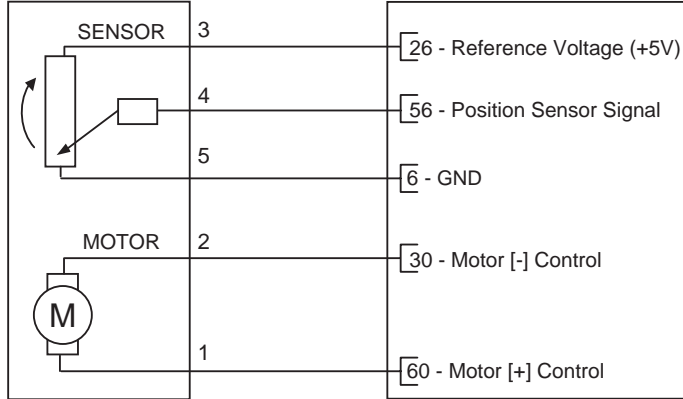 SENSOR 3
26 - Reference Voltage (+5V)
4
56 - Position Sensor Signal
5
6 - GND
MOTOR 2
30 - Motor [-] Control
M
1
60 - Motor [+] Control